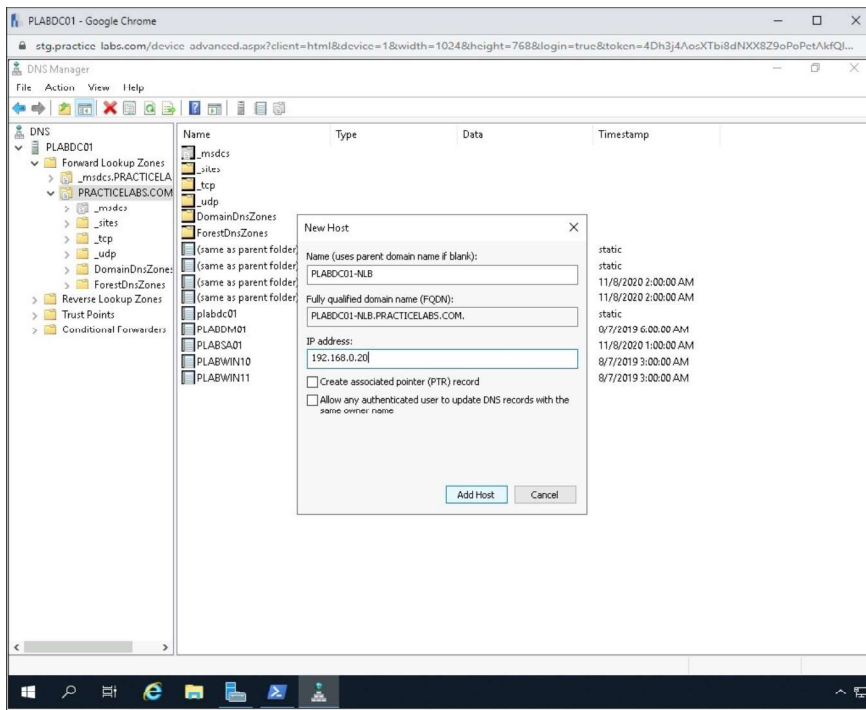 PLABDC01 - Google Chrome
stg.practice-labs.com/device-advanced.aspx?client=html&device=1&width=1024&height=768&login=true&token=
DNS Manager
File Action View Help
DNS
PLABDC01
Forward Lookup Zones
_msdcs.PRACTICELA
PRACTICELABS.COM
_msdcs
_sites
_tcp
_udp
DomainDnsZone:
ForestDnsZones
Reverse Lookup Zones
Trust Points
Conditional Forwarders
Name Type Data Timestamp
_msdcs
_sites
_tcp
_udp
DomainDnsZones
ForestDnsZones
(same as parent folder) static
(same as parent folder) static
(same as parent folder) 11/8/2020 2:00:00 AM
(same as parent folder) 11/8/2020 2:00:00 AM
plabdc01 static
PLABDM01 6:00:00 AM
PLABSA01 11/8/2020 1:00:00 AM
PLABWIN10 8/7/2019 3:00:00 AM
PLABWIN11 8/7/2019 3:00:00 AM
New Host
Name (uses parent domain name if blank):
PLABDC01-NLB
Fully qualified domain name (FQDN):
PLABDC01-NLB.PRACTICELABS.COM.
IP address:
192.168.0.20
Create associated pointer (PTR) record
Allow any authenticated user to update DNS records with the
same owner name
Add Host Cancel